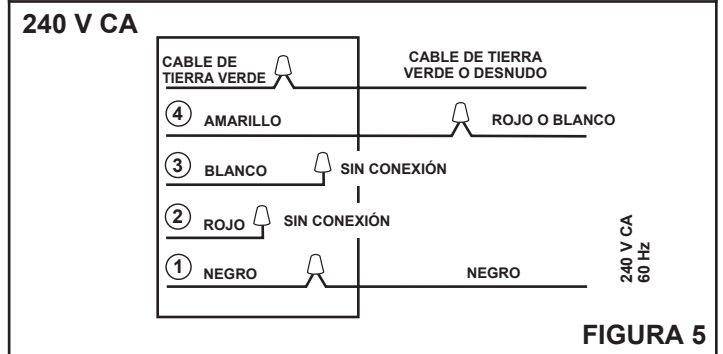 240 V CA
CABLE DE
TIERRA VERDE
CABLE DE TIERRA
VERDE O DESNUDO
4 AMARILLO
ROJO O BLANCO
3 BLANCO
SIN CONEXIÓN
2 ROJO
SIN CONEXIÓN
1 NEGRO
NEGRO
240 V CA
60 Hz
FIGURA 5